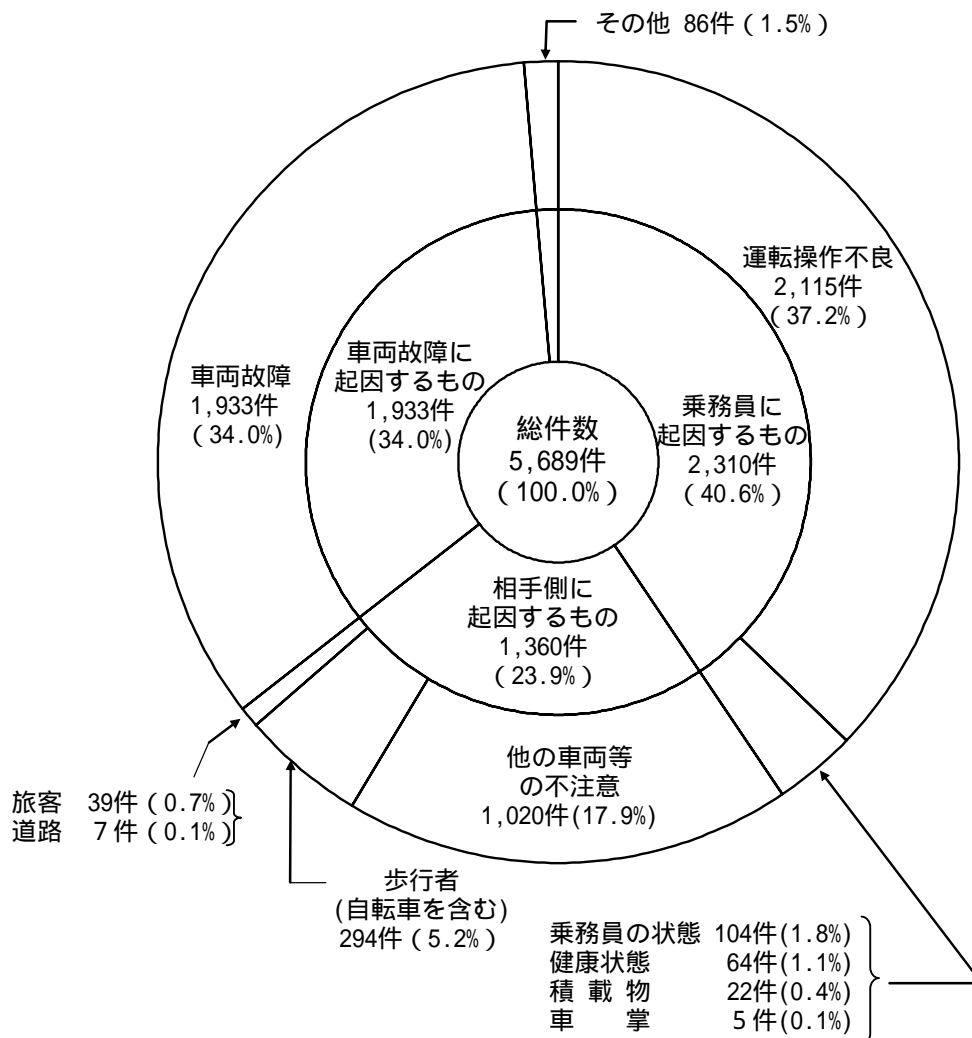 その他 86件(1.5%)
運転操作不良
2,115件
(37.2%)
車両故障
1,933件
(34.0%)
車両故障に
起因するもの
1,933件
(34.0%)
総件数
5,689件
(100.0%)
乗務員に
起因するもの
2,310件
(40.6%)
相手側に
起因するもの
1,360件
(23.9%)
他の車両等
の不注意
1,020件(17.9%)
旅客 39件(0.7%)
道路 7件(0.1%)
歩行者
(自転車を含む)
294件(5.2%)
乗務員の状態 104件(1.8%)
健康状態 64件(1.1%)
積載物 22件(0.4%)
車掌 5件(0.1%)